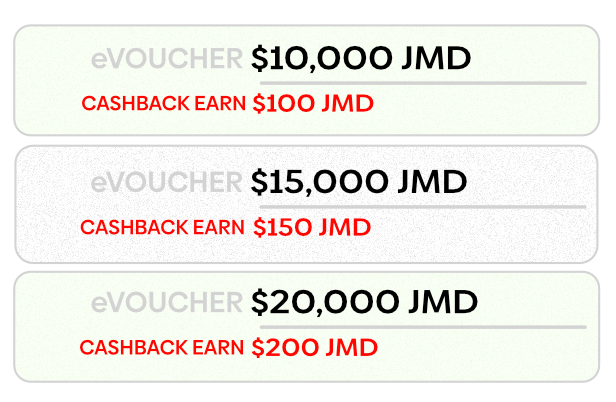 eVOUCHER $10,000 JMD
CASHBACK EARN $100 JMD
eVOUCHER $15,000 JMD
CASHBACK EARN $150 JMD
eVOUCHER $20,000 JMD
CASHBACK EARN $200 JMD